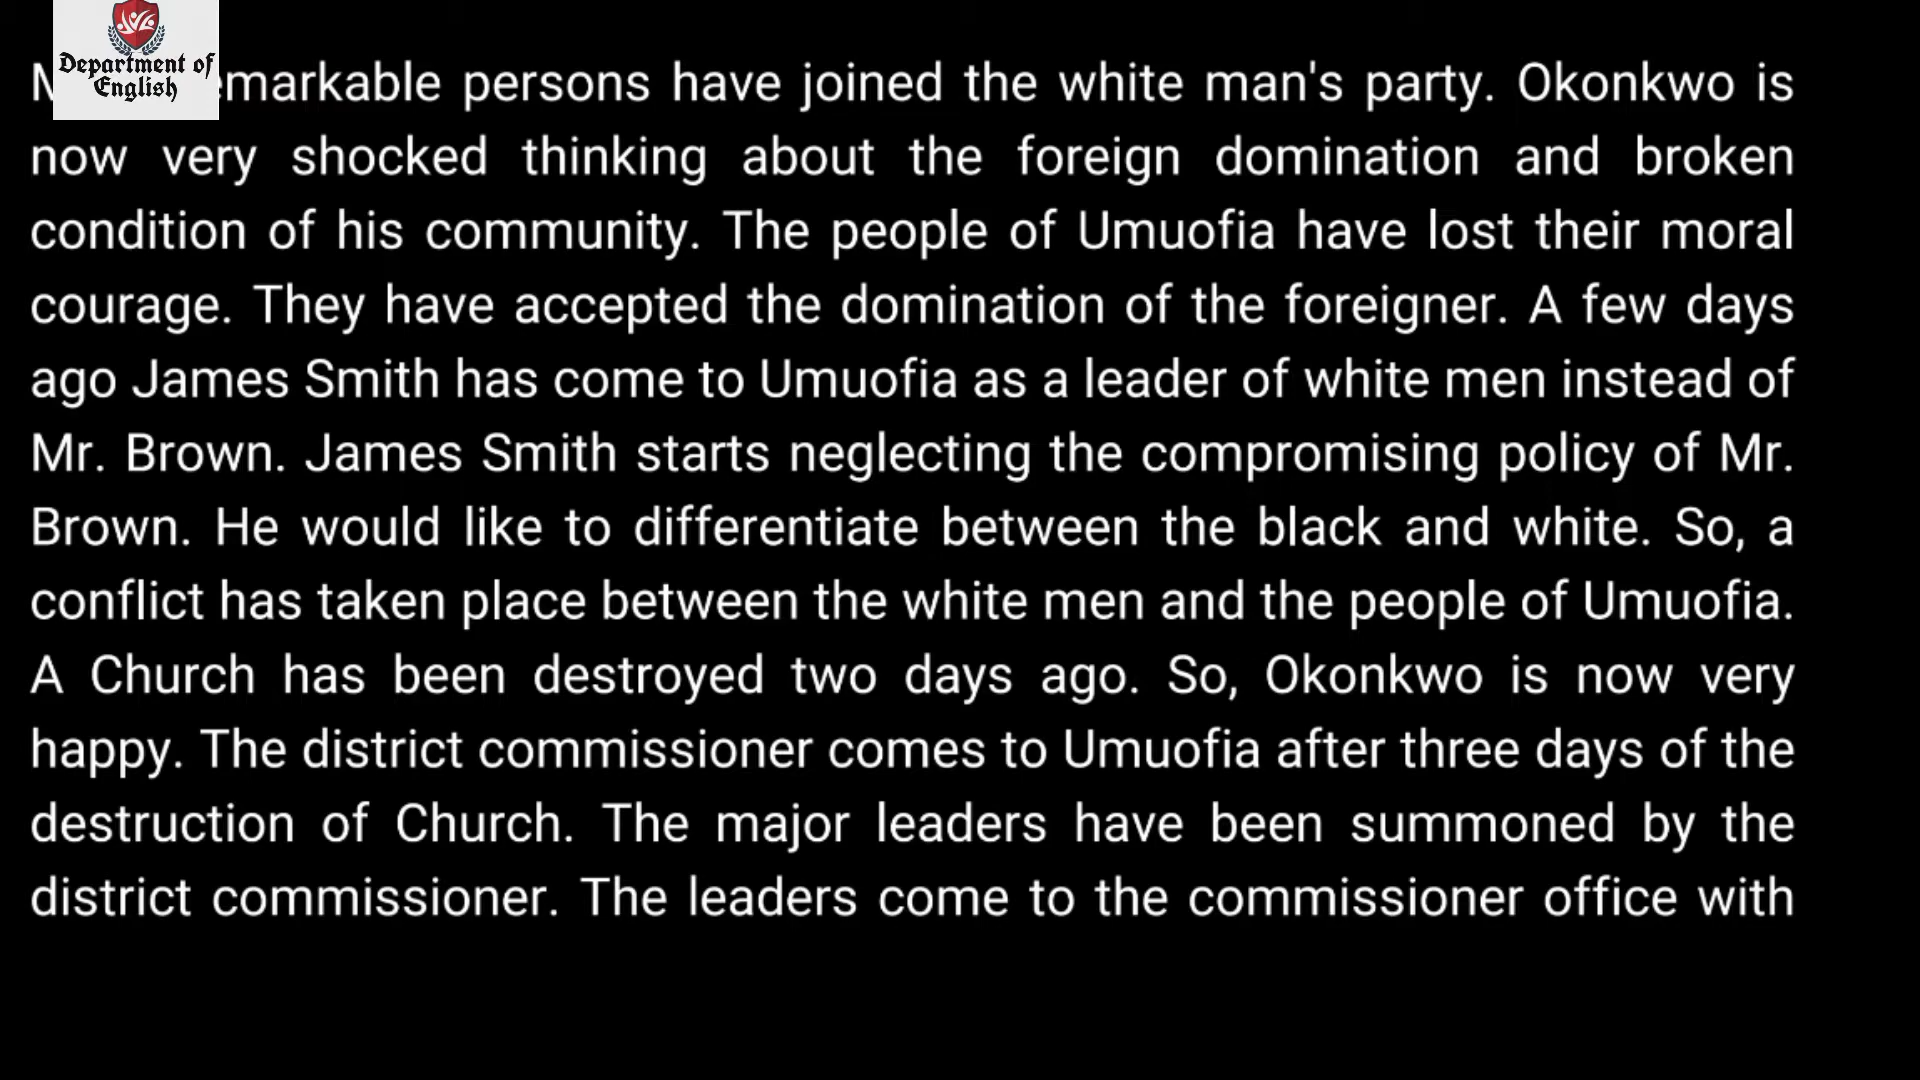 Department of
English
emarkable persons have joined the white man's party. Okonkwo is
now very shocked thinking about the foreign domination and broken
condition of his community. The people of Umuofia have lost their moral
courage. They have accepted the domination of the foreigner. A few days
ago James Smith has come to Umuofia as a leader of white men instead of
Mr. Brown. James Smith starts neglecting the compromising policy of Mr.
Brown. He would like to differentiate between the black and white. So, a
conflict has taken place between the white men and the people of Umuofia.
A Church has been destroyed two days ago. So, Okonkwo is now very
happy. The district commissioner comes to Umuofia after three days of the
destruction of Church. The major leaders have been summoned by the
district commissioner. The leaders come to the commissioner office with